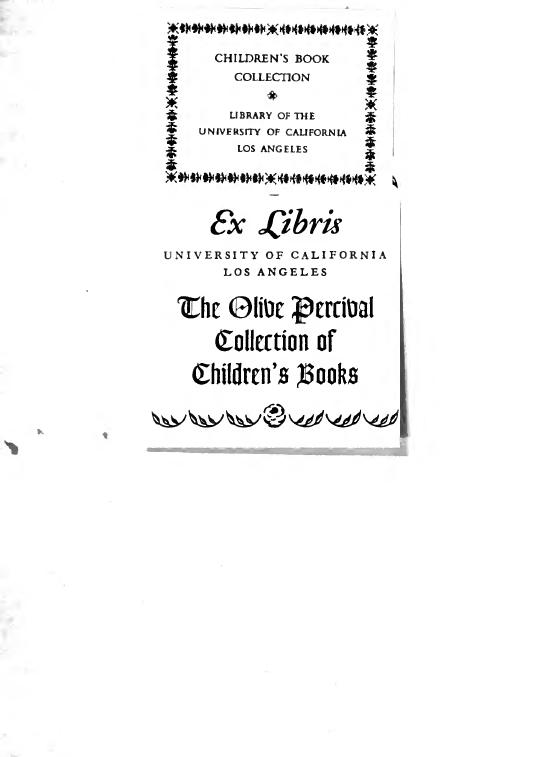 CHILDREN'S BOOK
COLLECTION
LIBRARY OF THE
UNIVERSITY OF CALIFORNIA
LOS ANGELES
Ex Libris
UNIVERSITY OF CALIFORNIA
LOS ANGELES
The Olive Percival
Collection of
Children's Books